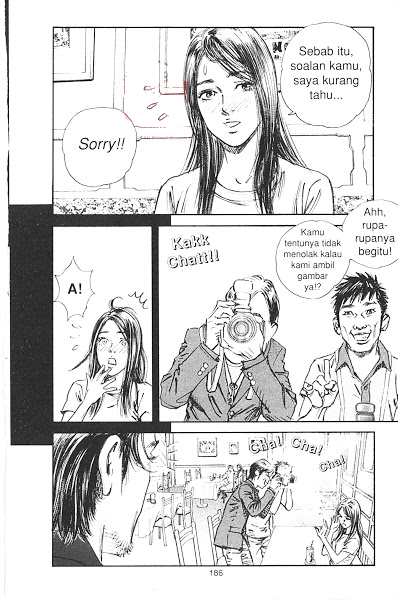 Sebab itu,
soalan kamu,
saya kurang
tahu...
Sorry!!
Ahh,
rupa-
rupanya
begitu!
Kamu
tentunya tidak
menolak kalau
kami ambil
gambar
ya!?
Kakk
Chatt!!
A!
Cha! Cha!
Cha!
186